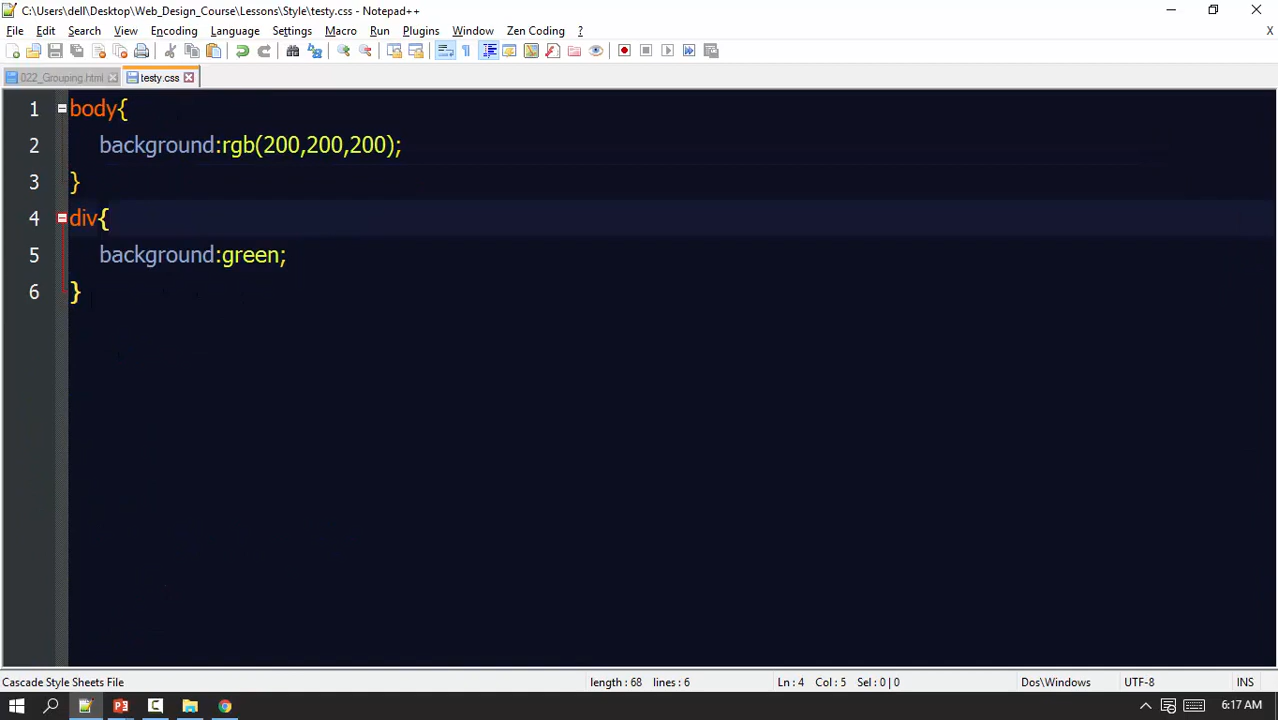 C:\Users\dell\Desktop\Web_Design_Course\Lessons\Style\testy.css - Notepad++
File Edit Search View Encoding Language Settings Macro Run Plugins Window Zen Coding ? X
022_Grouping.html testy.css
1 body{
2 background:rgb(200,200,200);
3 }
4 div{
5 background:green;
6 }
Cascade Style Sheets File length : 68 lines : 6 Ln : 4 Col : 5 Sel : 0 | 0 Dos\Windows UTF-8 INS
6:17 AM